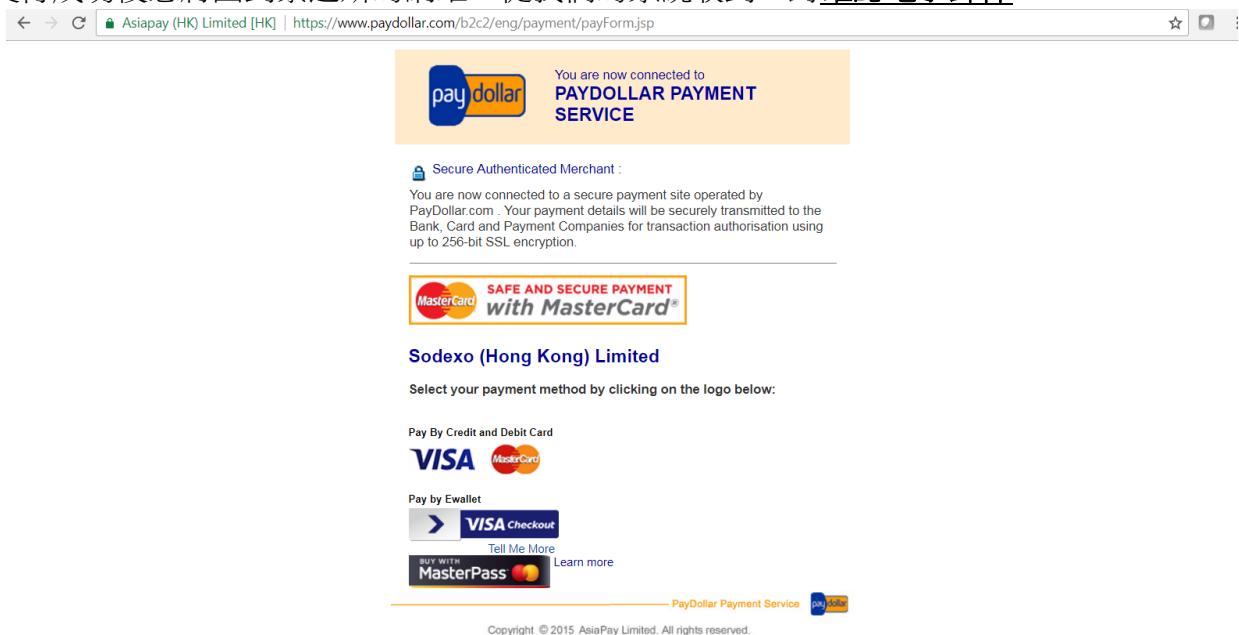 Asiapay (HK) Limited [HK] | https://www.paydollar.com/b2c2/eng/payment/payForm.jsp
pay dollar
You are now connected to
PAYDOLLAR PAYMENT
SERVICE
Secure Authenticated Merchant :
You are now connected to a secure payment site operated by
PayDollar.com . Your payment details will be securely transmitted to the
Bank, Card and Payment Companies for transaction authorisation using
up to 256-bit SSL encryption.
MasterCard
SAFE AND SECURE PAYMENT
with MasterCard®
Sodexo (Hong Kong) Limited
Select your payment method by clicking on the logo below:
Pay By Credit and Debit Card
VISA MasterCard
Pay by Ewallet
VISA Checkout
Tell Me More
BUY WITH
MasterPass
Learn more
PayDollar Payment Service pay dollar
Copyright © 2015 AsiaPay Limited. All rights reserved.